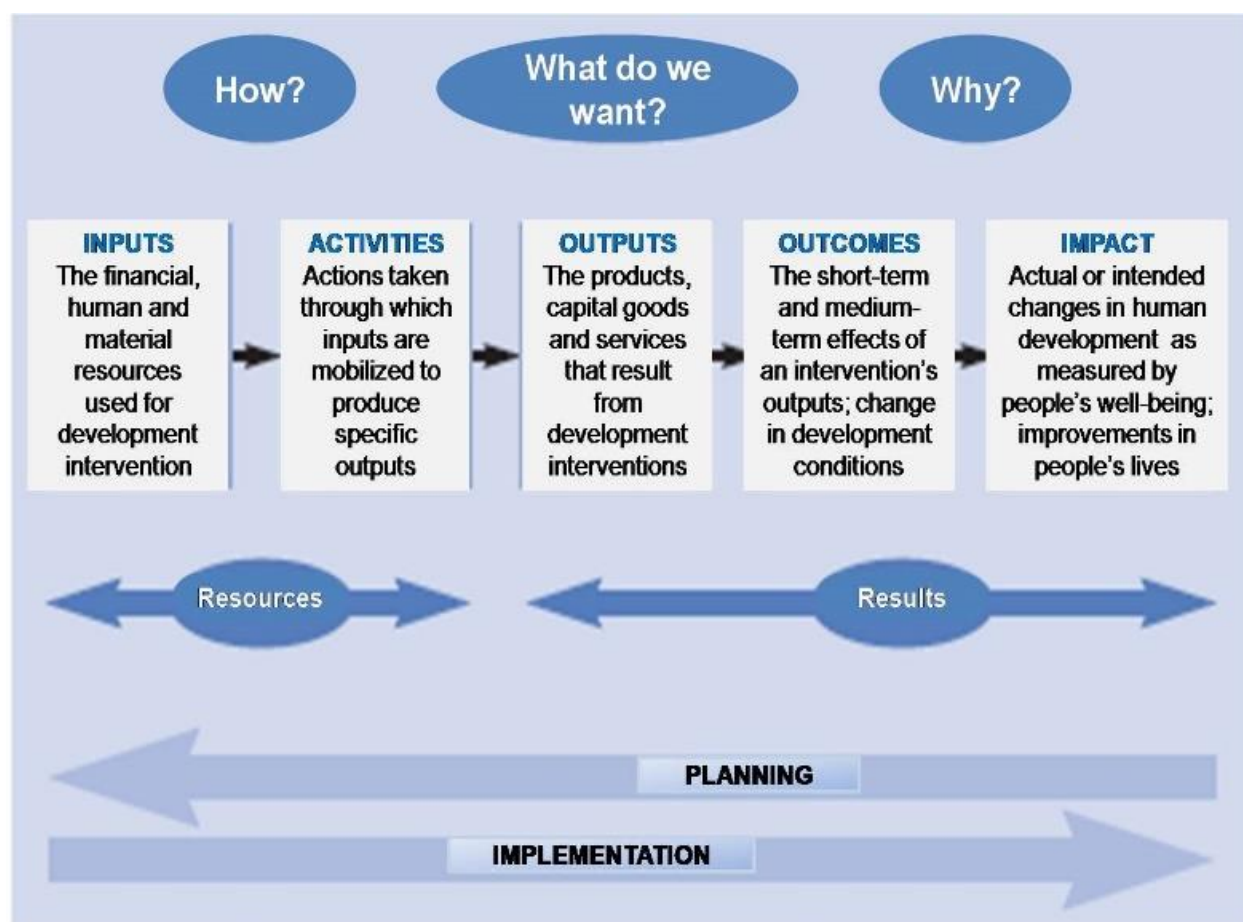 How?
What do we
want?
Why?
INPUTS
The financial,
human and
material
resources
used for
development
intervention
ACTIVITIES
Actions taken
through which
inputs are
mobilized to
produce
specific
outputs
OUTPUTS
The products,
capital goods
and services
that result
from
development
interventions
OUTCOMES
The short-term
and medium-
term effects of
an intervention's
outputs; change
in development
conditions
IMPACT
Actual or intended
changes in human
development as
measured by
people's well-being;
improvements in
people's lives
Resources
Results
PLANNING
IMPLEMENTATION